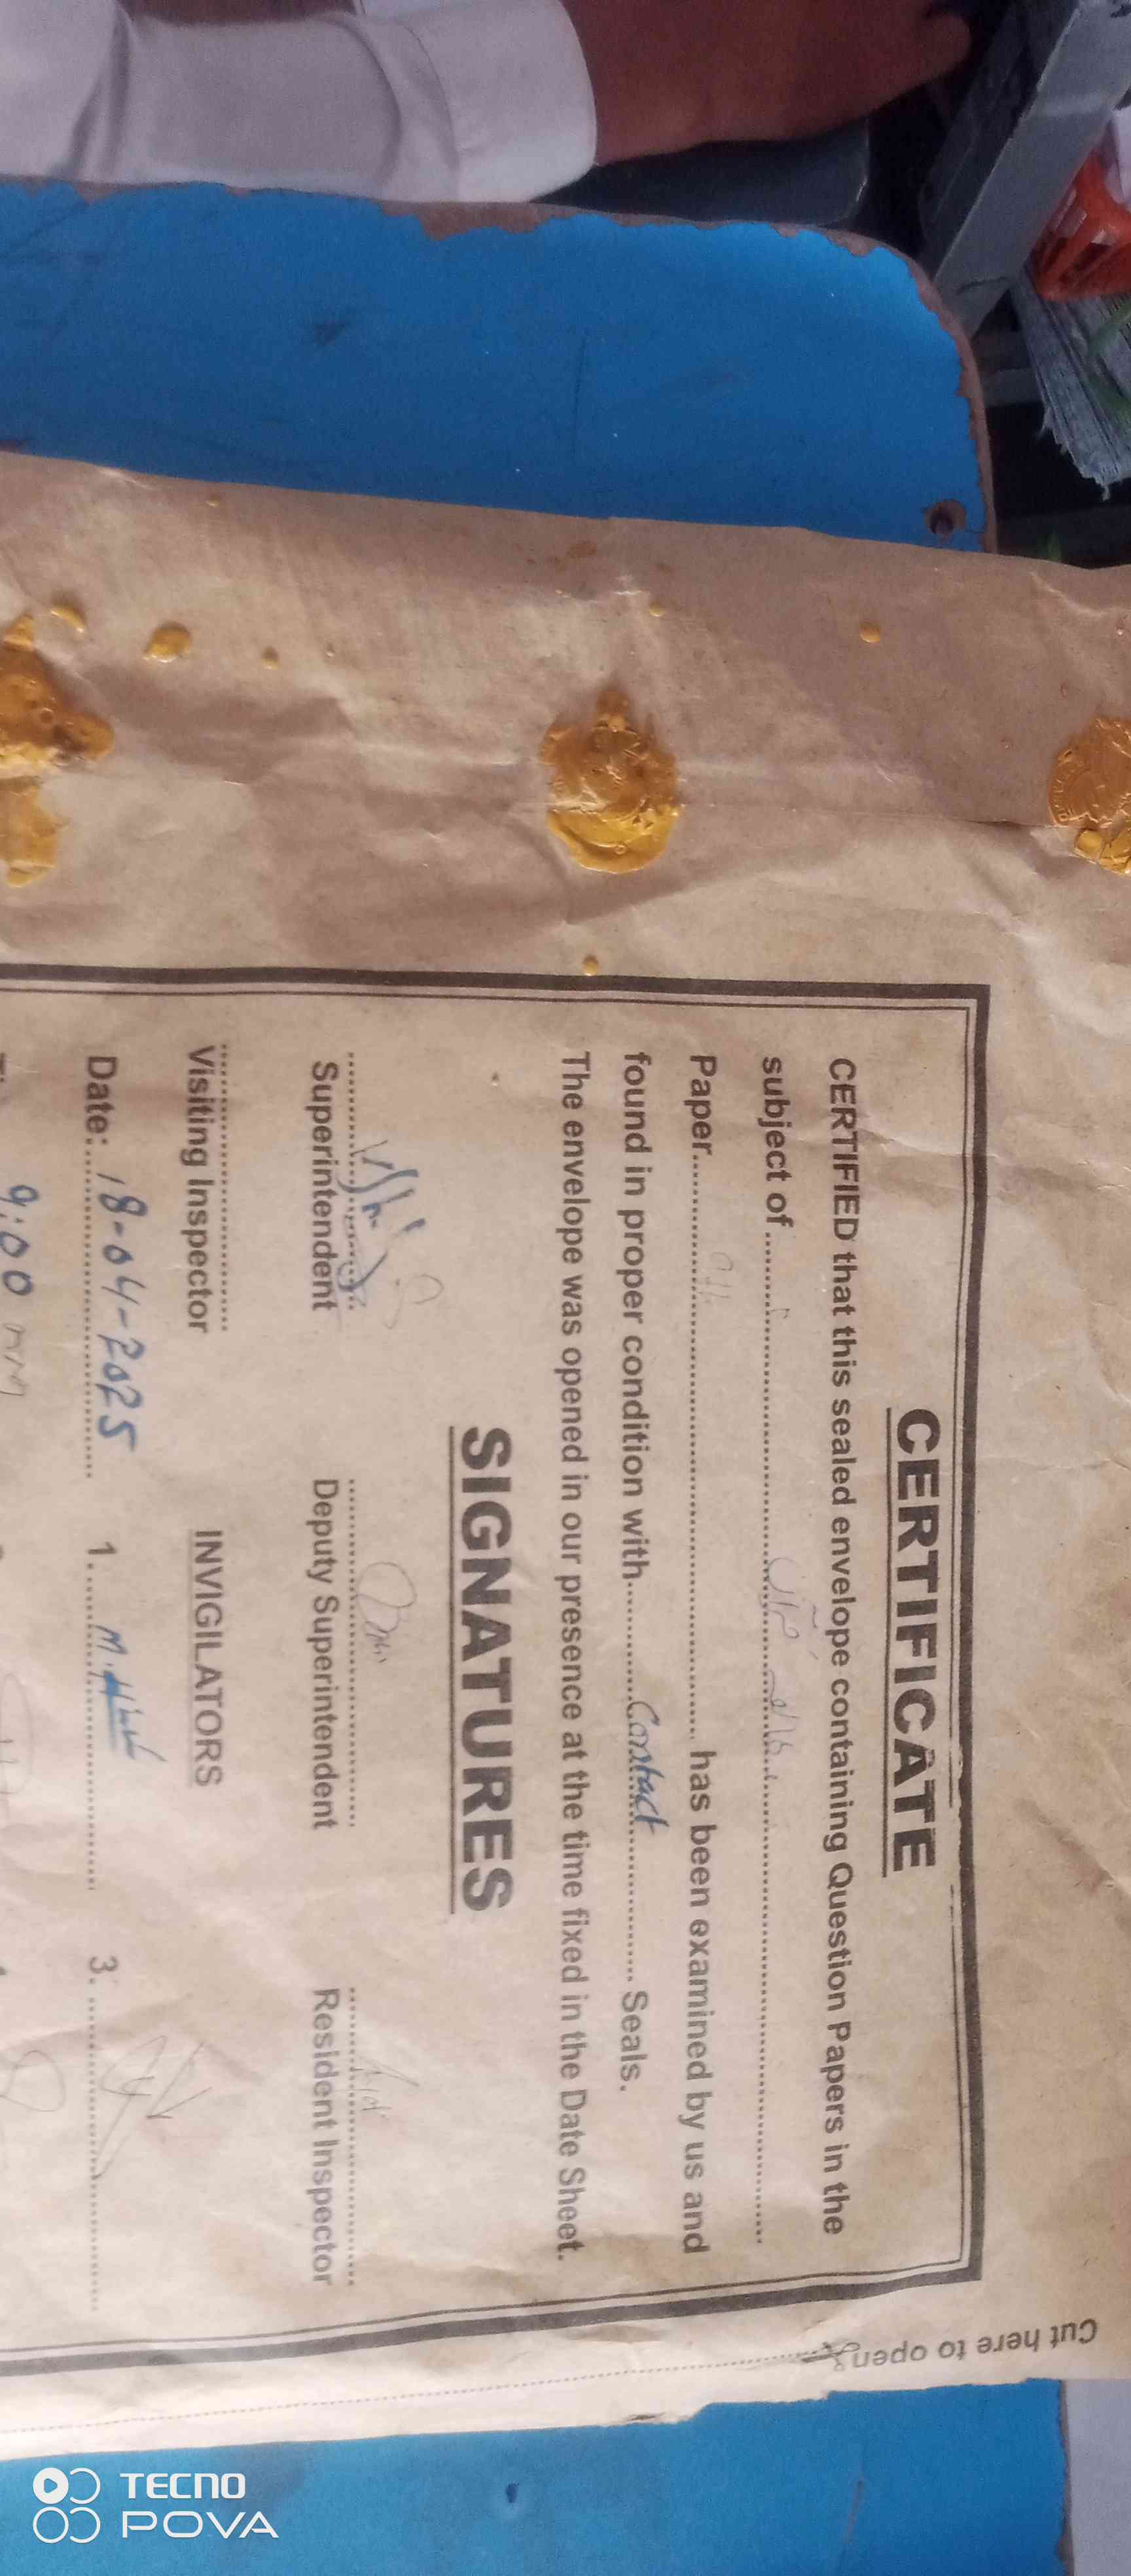 CERTIFICATE
CERTIFIED that this sealed envelope containing Question Papers in the
subject of
Paper has been examined by us and
found in proper condition with Contact Seals.
The envelope was opened in our presence at the time fixed in the Date Sheet.
SIGNATURES
Superintendent Deputy Superintendent Resident Inspector
Visiting Inspector INVIGILATORS
Date: 18-04-2025 1. 3.
9:00
Cut here to open
TECNO
POVA